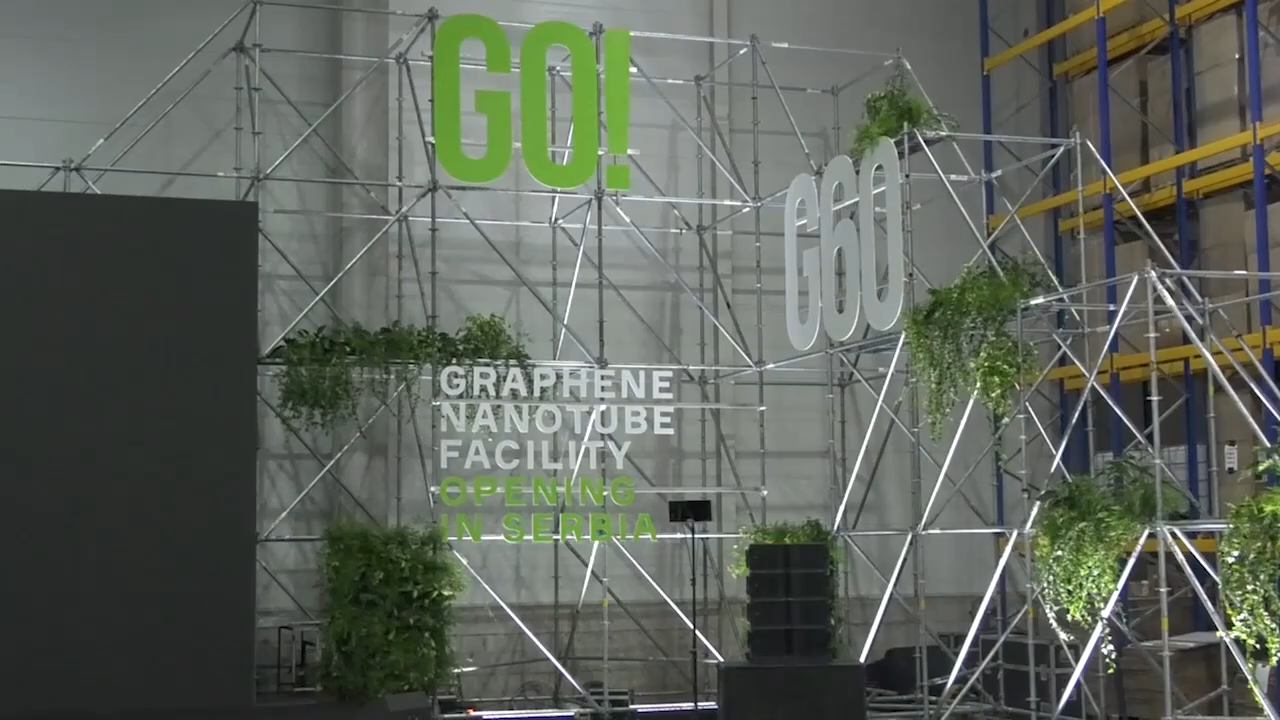 GO!
G60
GRAPHENE
NANOTUBE
FACILITY
OPENING
IN SERBIA